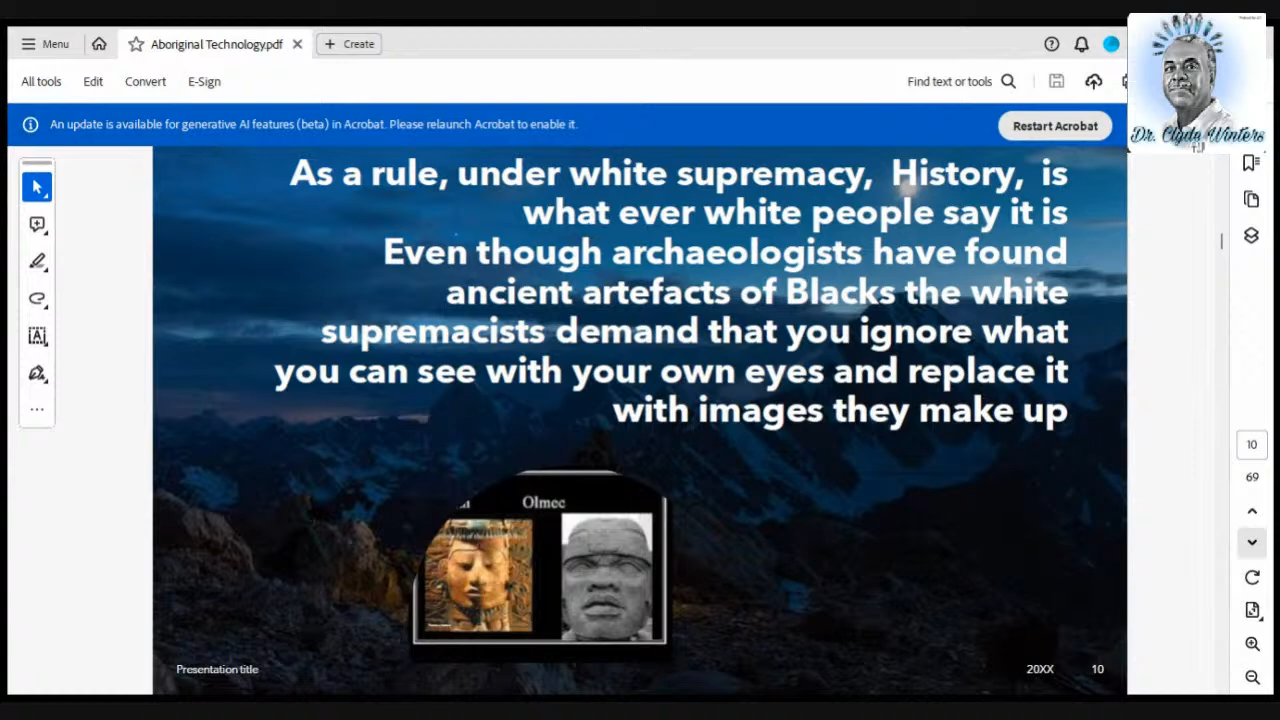 Menu
Aboriginal Technology.pdf
Create
All tools
Edit
Convert
E-Sign
Find text or tools
Dr. Clyde Winters
An update is available for generative AI features (beta) in Acrobat. Please relaunch Acrobat to enable it.
Restart Acrobat
As a rule, under white supremacy, History, is
what ever white people say it is
Even though archaeologists have found
ancient artefacts of Blacks the white
supremacists demand that you ignore what
you can see with your own eyes and replace it
with images they make up
Olmec
10
69
Presentation title
20XX
10